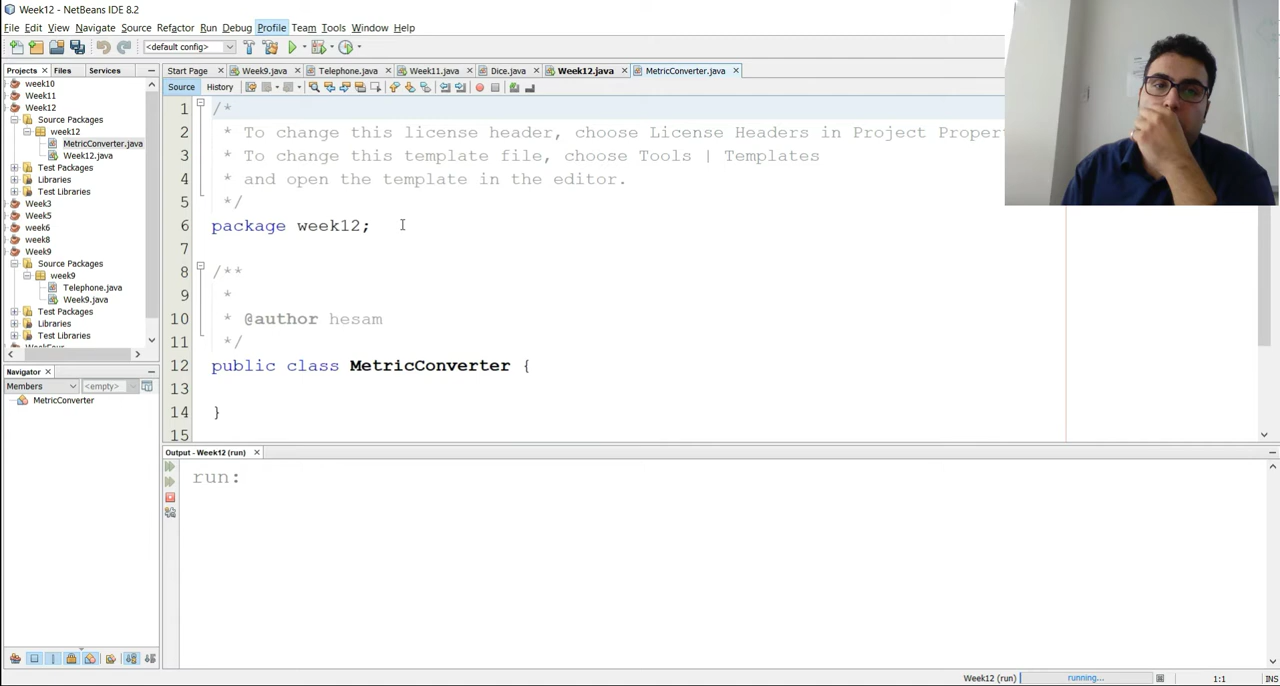 Week12 - NetBeans IDE 8.2
File Edit View Navigate Source Refactor Run Debug Profile Team Tools Window Help
<default config>
Projects Files Services
Start Page Week9.java Telephone.java Week11.java Dice.java Week12.java MetricConverter.java
Source History
week10
Week11
Week12
Source Packages
week12
MetricConverter.java
Week12.java
Test Packages
Libraries
Test Libraries
Week3
Week5
week6
week8
Week9
Source Packages
week9
Telephone.java
Week9.java
Test Packages
Libraries
Test Libraries
Navigator
Members <empty>
MetricConverter
1 /*
2 * To change this license header, choose License Headers in Project Proper
3 * To change this template file, choose Tools | Templates
4 * and open the template in the editor.
5 */
6 package week12;
7
8 /**
9 *
10 * @author hesam
11 */
12 public class MetricConverter {
13
14 }
15
Output - Week12 (run)
run:
Week12 (run) running... 1:1 INS